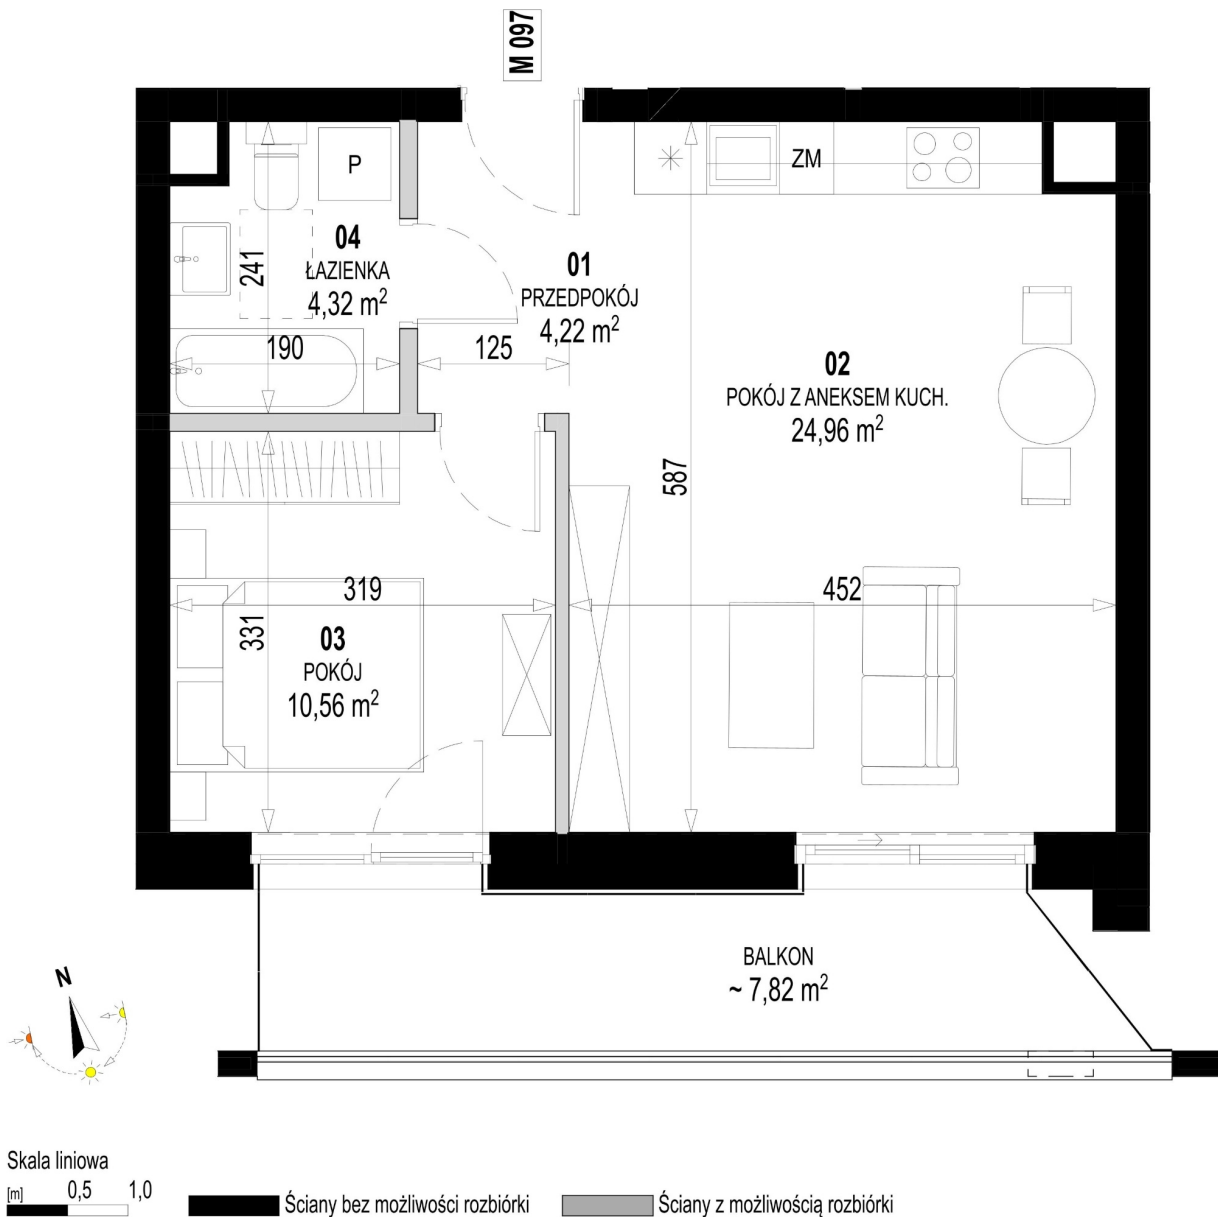 M 097
P
ZM
04
ŁAZIENKA
4,32 m²
241
190
01
PRZEDPOKÓJ
4,22 m²
125
02
POKÓJ Z ANEKSEM KUCH.
24,96 m²
587
452
319
331
03
POKÓJ
10,56 m²
BALKON
~ 7,82 m²
N
Skala liniowa
[m] 0,5 1,0
Ściany bez możliwości rozbiórki
Ściany z możliwością rozbiórki